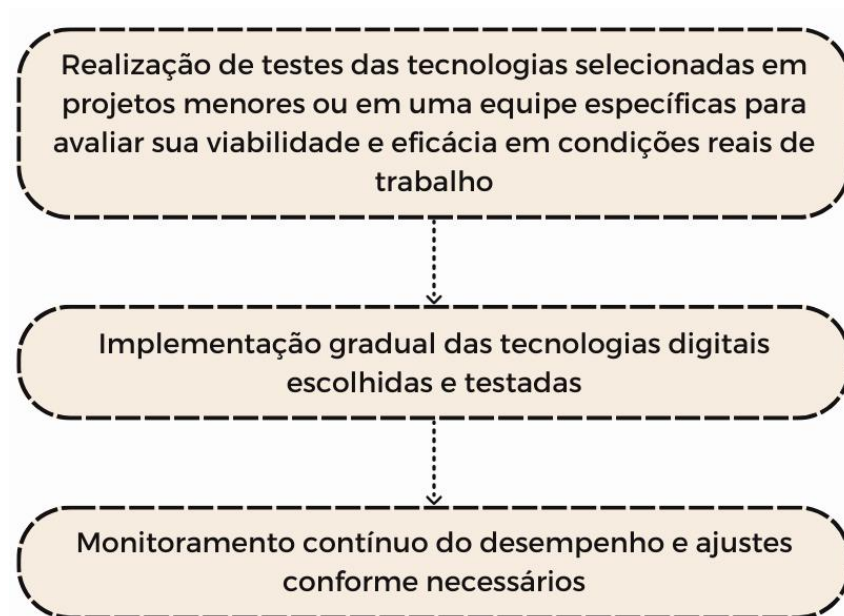 Realização de testes das tecnologias selecionadas em
projetos menores ou em uma equipe específicas para
avaliar sua viabilidade e eficácia em condições reais de
trabalho
Implementação gradual das tecnologias digitais
escolhidas e testadas
Monitoramento contínuo do desempenho e ajustes
conforme necessários